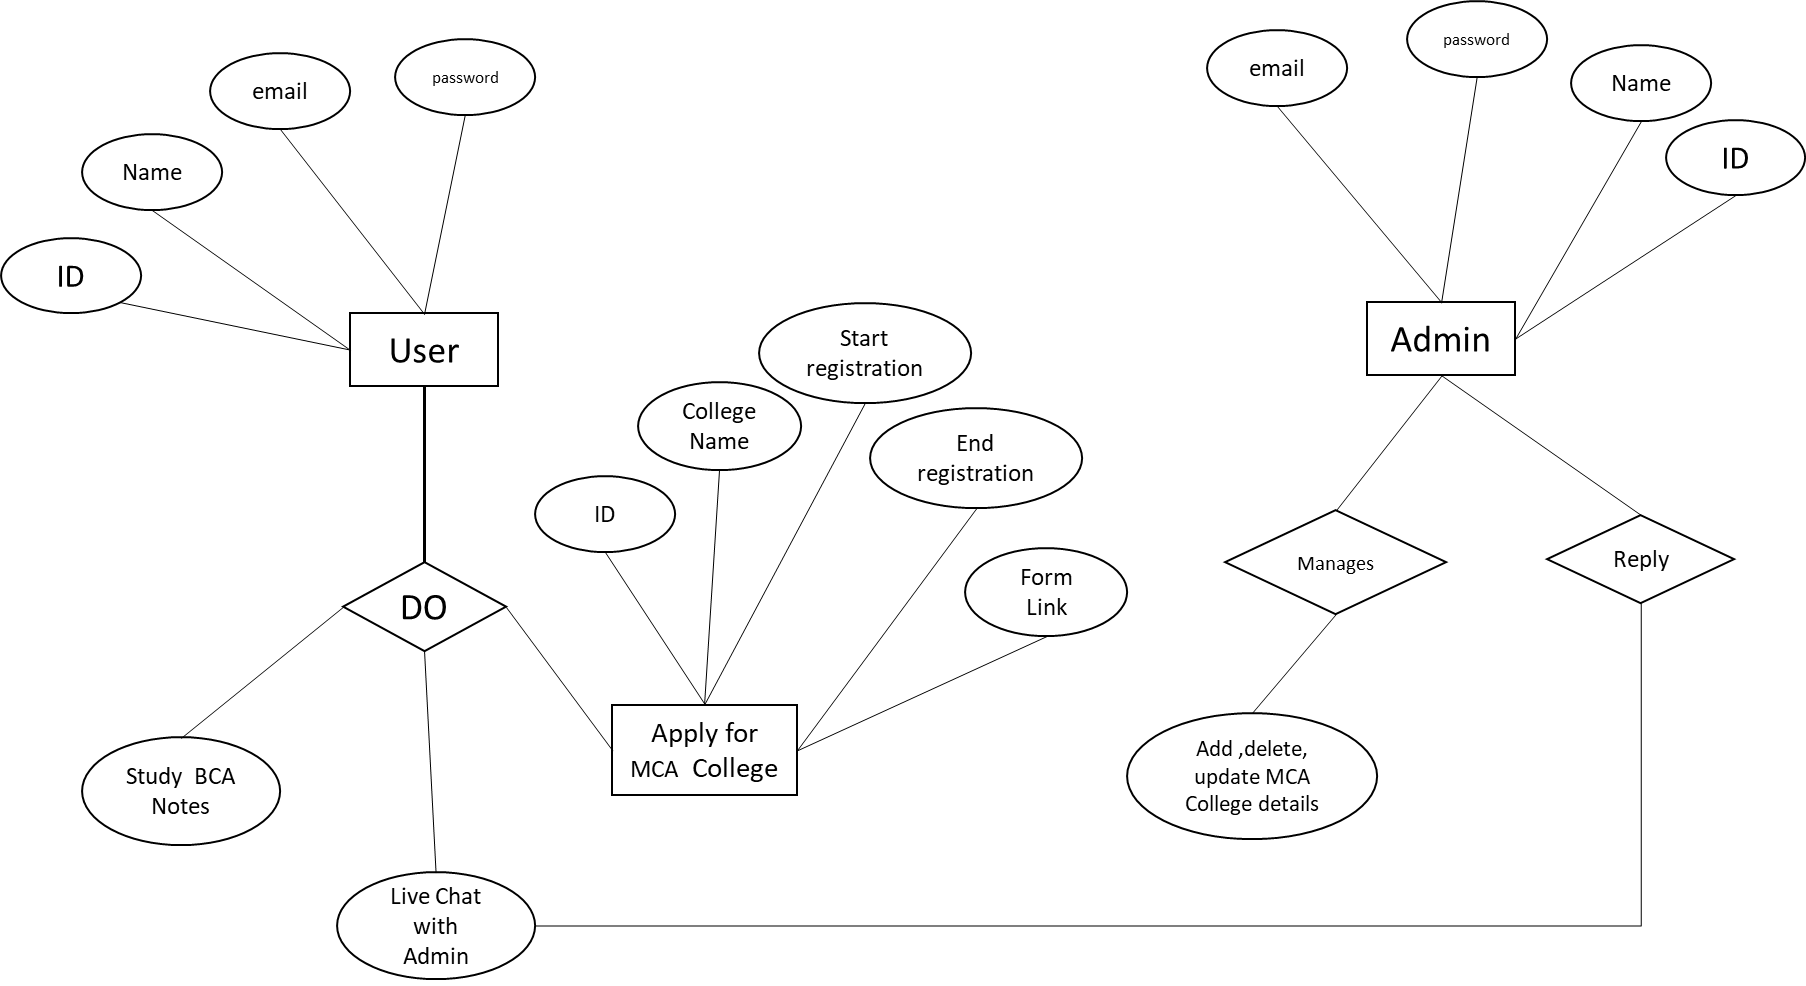 password
email
password
email
Name
Name
ID
ID
User
Admin
Start
registration
College
Name
End
registration
ID
Form
Link
Manages
Reply
DO
Apply for
MCA College
Study BCA
Notes
Add ,delete,
update MCA
College details
Live Chat
with
Admin